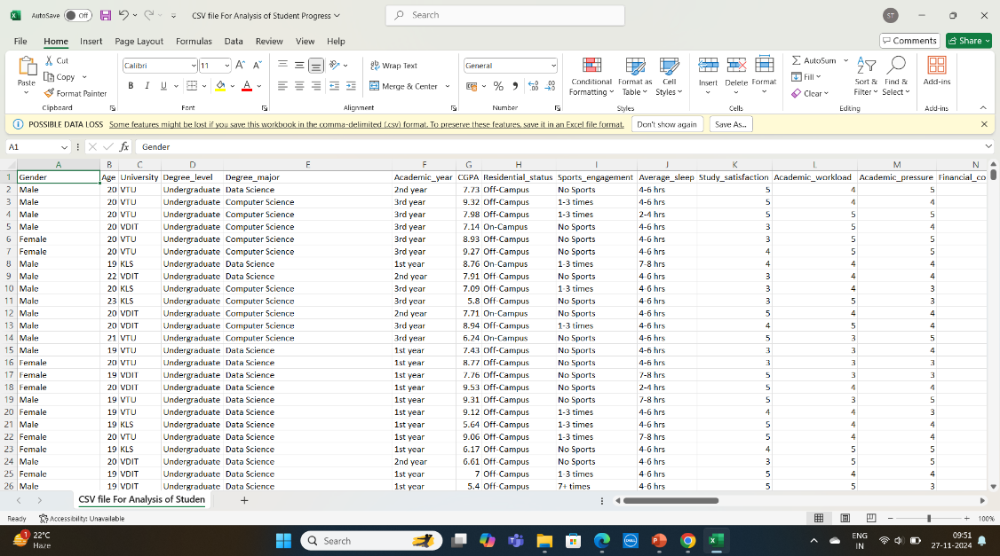 AutoSave Off CSV file For Analysis of Student Progress Search ST
File Home Insert Page Layout Formulas Data Review View Help Comments Share
Paste Cut Copy Format Painter Clipboard
Calibri 11 B I U A Font
Wrap Text Merge & Center Alignment
General % Number
Conditional Formatting Format as Table Cell Styles Styles
Insert Delete Format Cells
AutoSum Fill Clear Sort & Filter Find & Select Editing
Add-ins Add-ins
POSSIBLE DATA LOSS Some features might be lost if you save this workbook in the comma-delimited (.csv) format. To preserve these features, save it in an Excel file format. Don't show again Save As...
A1 fx Gender
A B C D E F G H I J K L M N
1 Gender Age University Degree_level Degree_major Academic_year CGPA Residential_status Sports_engagement Average_sleep Study_satisfaction Academic_workload Academic_pressure Financial_co
2 Male 20 VTU Undergraduate Data Science 2nd year 7.73 Off-Campus No Sports 4-6 hrs 5 4 5
3 Male 20 VTU Undergraduate Computer Science 3rd year 9.32 Off-Campus 1-3 times 4-6 hrs 5 4 4
4 Male 20 VTU Undergraduate Computer Science 3rd year 7.98 Off-Campus 1-3 times 2-4 hrs 5 5 5
5 Male 20 VDIT Undergraduate Computer Science 3rd year 7.14 On-Campus No Sports 4-6 hrs 3 5 4
6 Female 20 VTU Undergraduate Computer Science 3rd year 8.93 Off-Campus No Sports 4-6 hrs 3 5 5
7 Female 20 VTU Undergraduate Computer Science 3rd year 9.27 Off-Campus No Sports 4-6 hrs 4 5 4
8 Male 19 KLS Undergraduate Data Science 1st year 8.76 On-Campus 1-3 times 7-8 hrs 4 4 4
9 Male 22 VDIT Undergraduate Data Science 2nd year 7.91 Off-Campus No Sports 4-6 hrs 3 4 4
10 Male 20 KLS Undergraduate Computer Science 3rd year 7.09 Off-Campus 1-3 times 4-6 hrs 3 4 3
11 Male 23 KLS Undergraduate Computer Science 3rd year 5.8 Off-Campus No Sports 4-6 hrs 3 5 3
12 Male 20 VDIT Undergraduate Computer Science 2nd year 7.71 On-Campus No Sports 4-6 hrs 5 4 4
13 Male 20 VDIT Undergraduate Computer Science 3rd year 8.94 Off-Campus 1-3 times 4-6 hrs 4 5 4
14 Male 21 VTU Undergraduate Computer Science 3rd year 6.24 On-Campus No Sports 4-6 hrs 5 3 5
15 Male 19 VTU Undergraduate Data Science 1st year 7.43 Off-Campus No Sports 4-6 hrs 3 3 4
16 Female 20 VTU Undergraduate Data Science 1st year 8.77 Off-Campus No Sports 4-6 hrs 3 3 3
17 Female 19 VDIT Undergraduate Data Science 1st year 7.76 Off-Campus No Sports 7-8 hrs 5 3 3
18 Female 20 VDIT Undergraduate Data Science 1st year 9.53 Off-Campus No Sports 2-4 hrs 5 4 4
19 Male 19 VTU Undergraduate Data Science 1st year 9.31 Off-Campus No Sports 7-8 hrs 5 3 5
20 Female 19 VTU Undergraduate Data Science 1st year 9.12 Off-Campus 1-3 times 4-6 hrs 4 4 3
21 Male 19 KLS Undergraduate Data Science 1st year 5.64 Off-Campus 1-3 times 4-6 hrs 5 4 4
22 Female 20 VTU Undergraduate Data Science 1st year 9.06 Off-Campus 1-3 times 7-8 hrs 5 4 4
23 Female 19 KLS Undergraduate Data Science 1st year 6.17 Off-Campus No Sports 4-6 hrs 4 5 5
24 Male 20 VDIT Undergraduate Data Science 2nd year 6.61 Off-Campus No Sports 4-6 hrs 3 5 5
25 Female 19 VDIT Undergraduate Data Science 1st year 7 Off-Campus 1-3 times 4-6 hrs 5 4 4
26 Male 19 VDIT Undergraduate Data Science 1st year 5.4 Off-Campus 7+ times 4-6 hrs 5 5 3
CSV file For Analysis of Studen
Ready Accessibility: Unavailable 100%
1 22°C Haze Search DELL ENG IN 09:51 27-11-2024